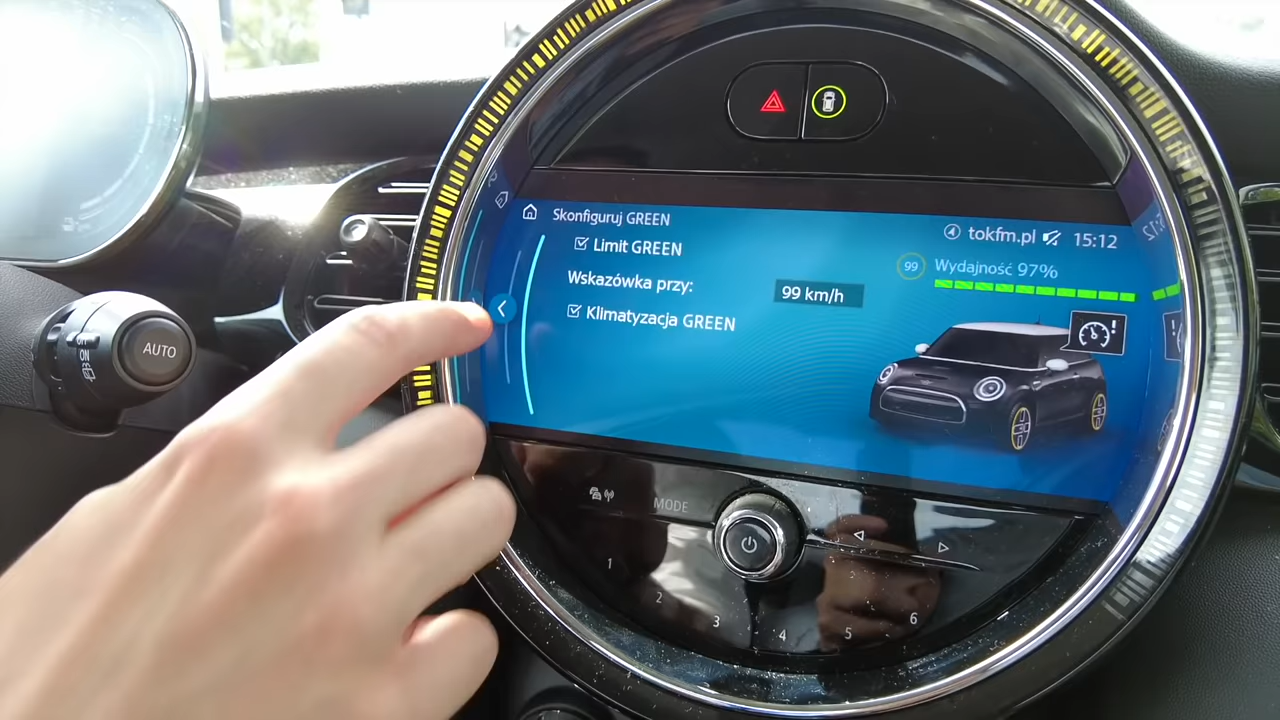 Skonfiguruj GREEN
tokfm.pl 15:12
Limit GREEN
99 Wydajność 97%
Wskazówka przy: 99 km/h
Klimatyzacja GREEN
AUTO
ON
MODE
1
2
3
4
5
6